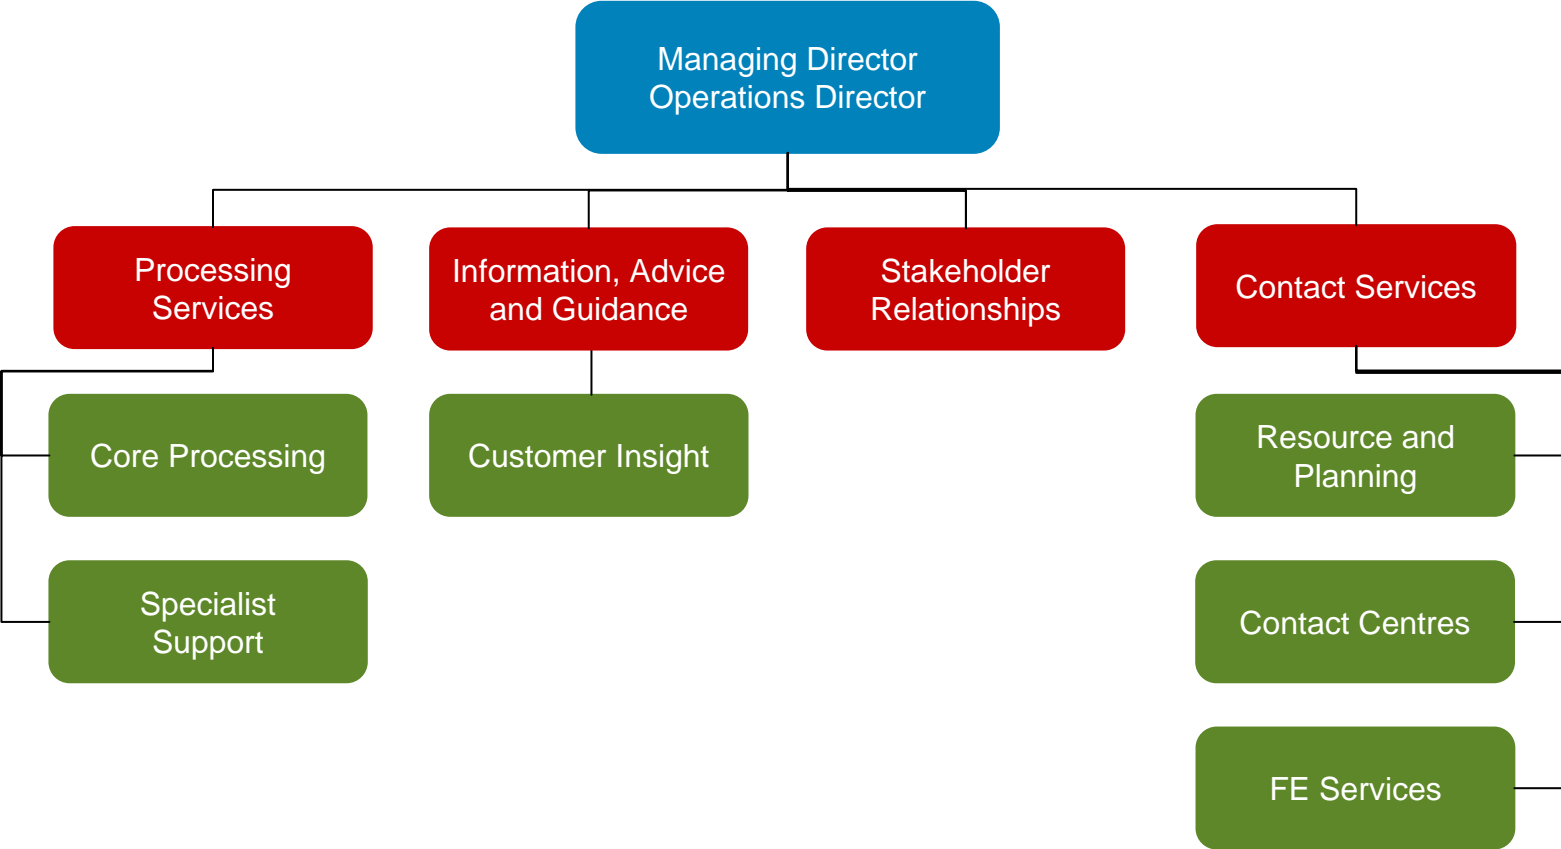 Managing Director
Operations Director
Processing
Services
Information, Advice
and Guidance
Stakeholder
Relationships
Contact Services
Core Processing
Customer Insight
Resource and
Planning
Specialist
Support
Contact Centres
FE Services